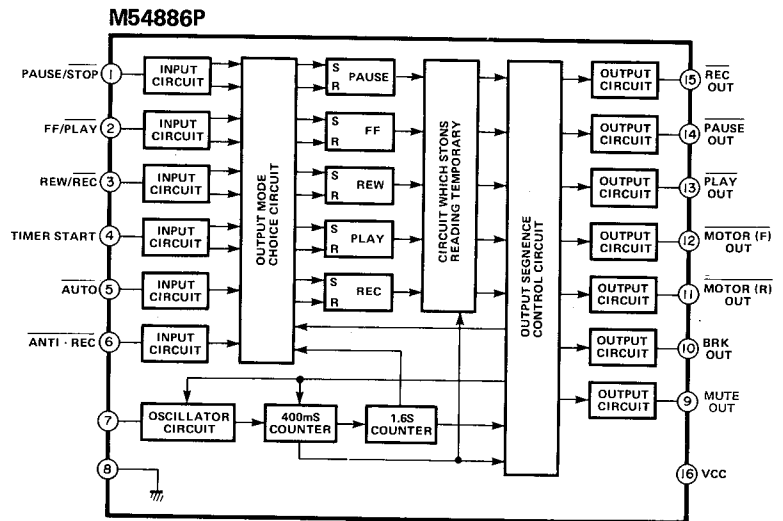 M54886P
PAUSE/STOP
1
INPUT
CIRCUIT
FF/PLAY
2
INPUT
CIRCUIT
REW/REC
3
INPUT
CIRCUIT
TIMER START
4
INPUT
CIRCUIT
AUTO
5
INPUT
CIRCUIT
ANTI · REC
6
INPUT
CIRCUIT
7
OSCILLATOR
CIRCUIT
400mS
COUNTER
1.6S
COUNTER
8
OUTPUT MODE
CHOICE CIRCUIT
S
R
PAUSE
S
R
FF
S
R
REW
S
R
PLAY
S
R
REC
CIRCUIT WHICH STONS
READING TEMPORARY
OUTPUT SEGNENCE
CONTROL CIRCUIT
OUTPUT
CIRCUIT
15
REC
OUT
OUTPUT
CIRCUIT
14
PAUSE
OUT
OUTPUT
CIRCUIT
13
PLAY
OUT
OUTPUT
CIRCUIT
12
MOTOR (F)
OUT
OUTPUT
CIRCUIT
11
MOTOR (R)
OUT
OUTPUT
CIRCUIT
10
BRK
OUT
OUTPUT
CIRCUIT
9
MUTE
OUT
16
VCC